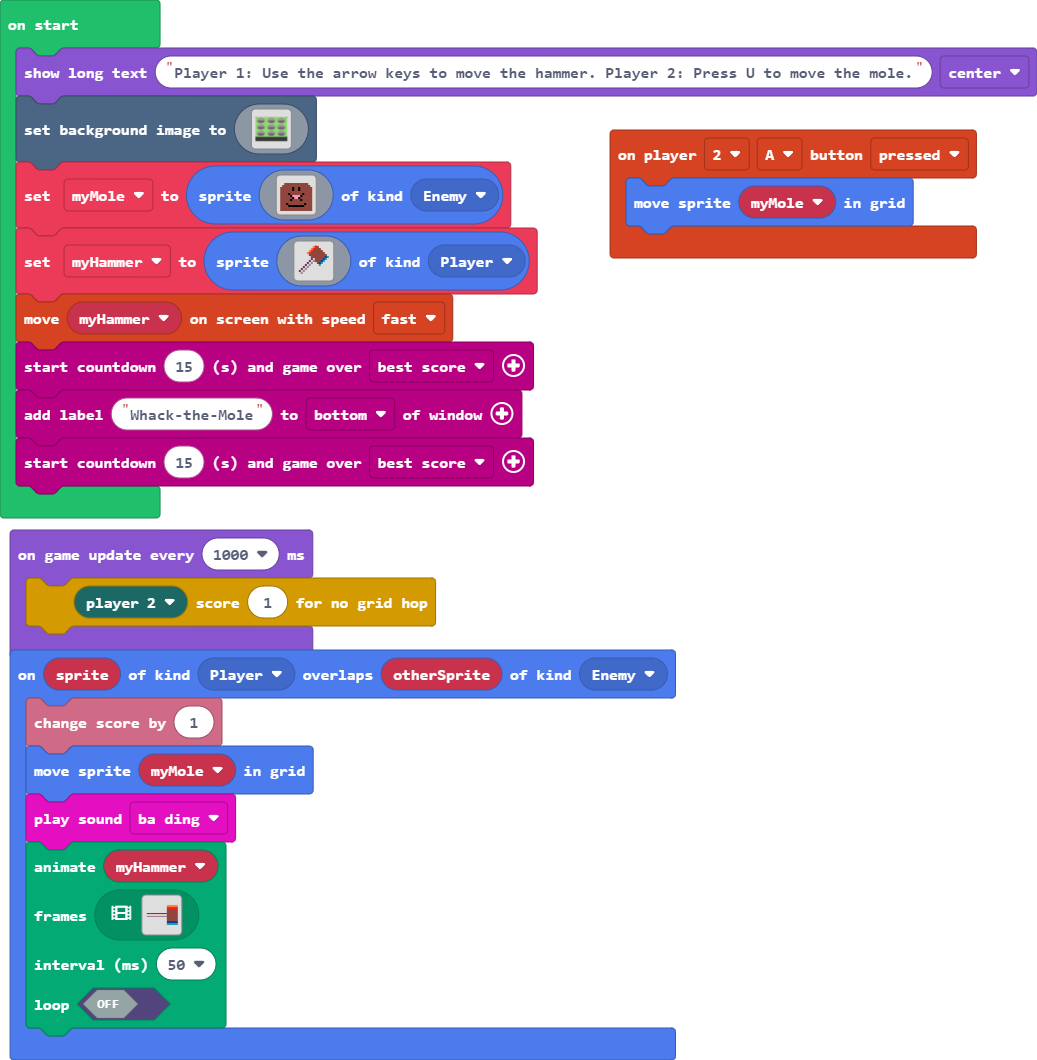 on start
show long text "Player 1: Use the arrow keys to move the hammer. Player 2: Press U to move the mole." center
set background image to
set myMole to sprite of kind Enemy
set myHammer to sprite of kind Player
move myHammer on screen with speed fast
start countdown 15 (s) and game over best score
add label "Whack-the-Mole" to bottom of window
start countdown 15 (s) and game over best score
on player 2 A button pressed
move sprite myMole in grid
on game update every 1000 ms
player 2 score 1 for no grid hop
on sprite of kind Player overlaps otherSprite of kind Enemy
change score by 1
move sprite myMole in grid
play sound ba ding
animate myHammer
frames
interval (ms) 50
loop OFF